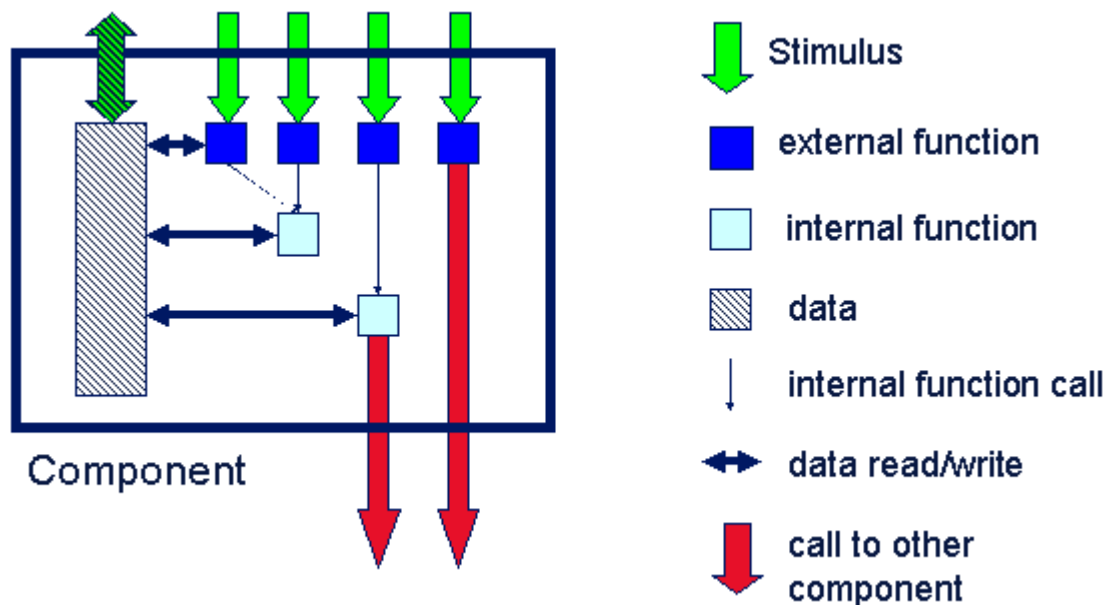 Stimulus
external function
internal function
data
internal function call
Component
data read/write
call to other
component